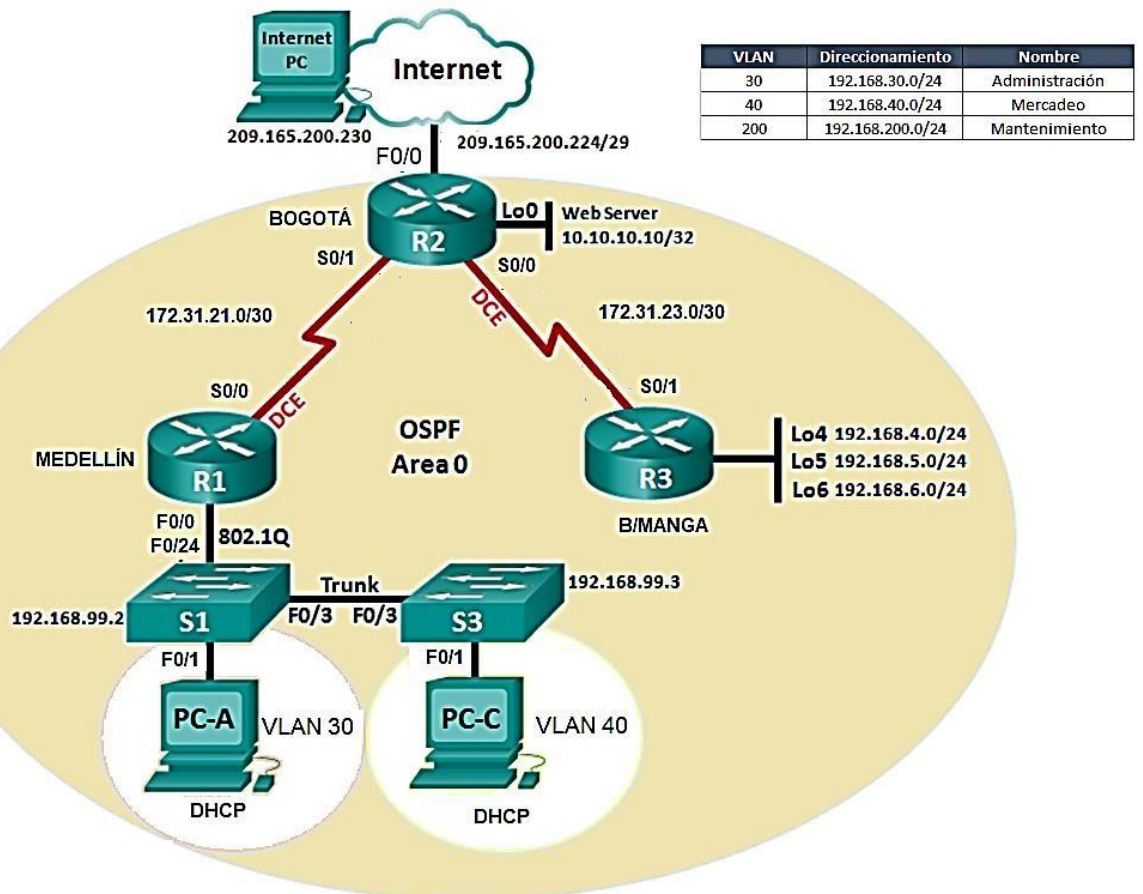 Internet
PC
Internet
209.165.200.230
209.165.200.224/29
F0/0
VLAN Direccionamiento Nombre
30 192.168.30.0/24 Administración
40 192.168.40.0/24 Mercadeo
200 192.168.200.0/24 Mantenimiento
BOGOTÁ
R2
Lo0
Web Server
10.10.10.10/32
S0/1
S0/0
DCE
172.31.21.0/30
172.31.23.0/30
S0/0
DCE
S0/1
MEDELLÍN
R1
OSPF
Area 0
R3
B/MANGA
Lo4 192.168.4.0/24
Lo5 192.168.5.0/24
Lo6 192.168.6.0/24
F0/0
F0/24
802.1Q
192.168.99.2
S1
Trunk
F0/3 F0/3
S3
192.168.99.3
F0/1
F0/1
PC-A
VLAN 30
PC-C
VLAN 40
DHCP
DHCP